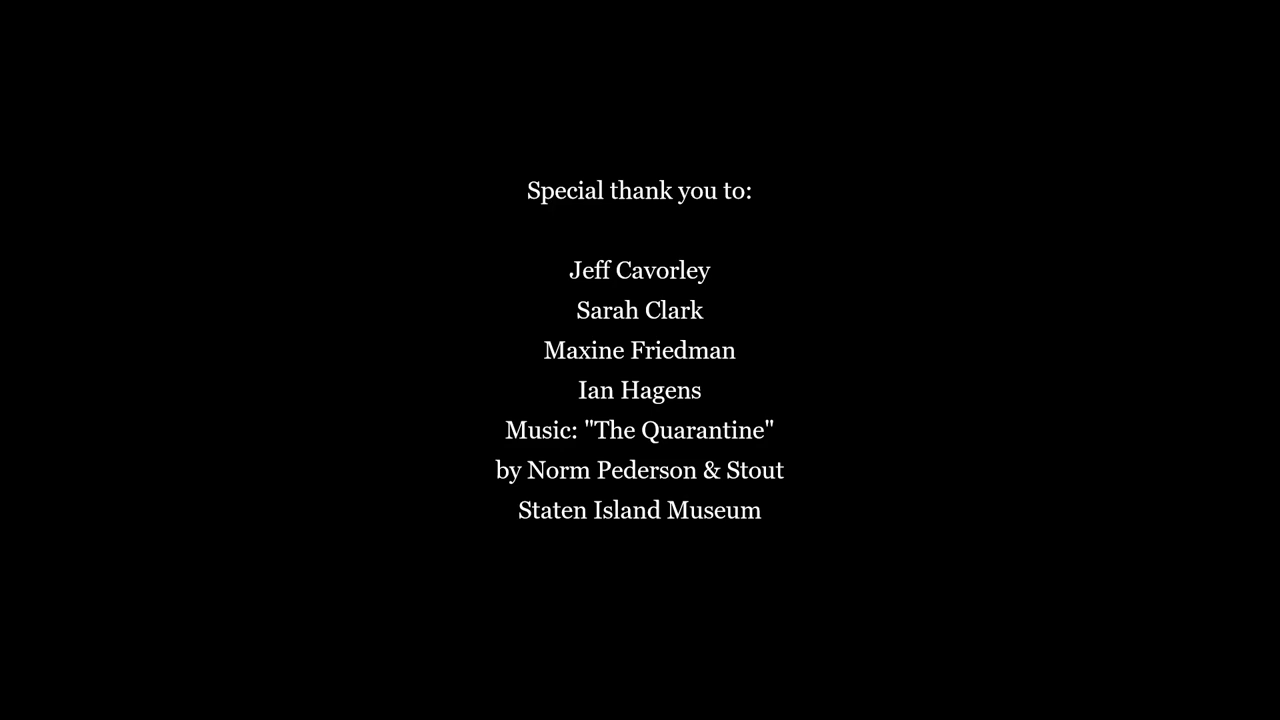 Special thank you to:
Jeff Cavorley
Sarah Clark
Maxine Friedman
Ian Hagens
Music: "The Quarantine"
by Norm Pederson & Stout
Staten Island Museum